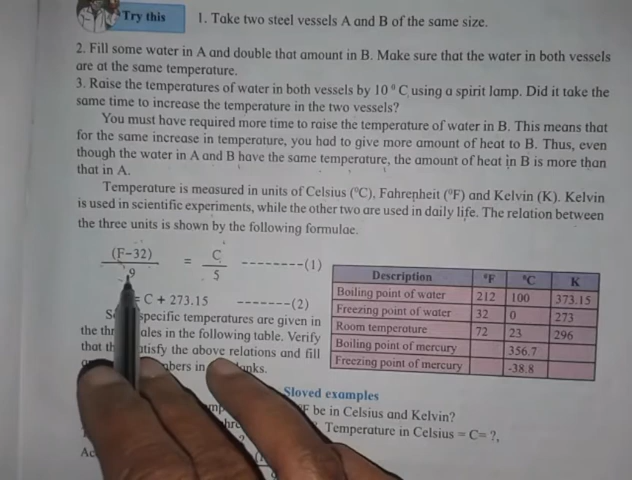 Try this 1. Take two steel vessels A and B of the same size.
2. Fill some water in A and double that amount in B. Make sure that the water in both vessels
are at the same temperature.
3. Raise the temperatures of water in both vessels by 10 ° C using a spirit lamp. Did it take the
same time to increase the temperature in the two vessels?
You must have required more time to raise the temperature of water in B. This means that
for the same increase in temperature, you had to give more amount of heat to B. Thus, even
though the water in A and B have the same temperature, the amount of heat in B is more than
that in A.
Temperature is measured in units of Celsius (°C), Fahrenheit (°F) and Kelvin (K). Kelvin
is used in scientific experiments, while the other two are used in daily life. The relation between
the three units is shown by the following formulae.
(F-32) / 9 = C / 5 --------(1)
= C + 273.15 -------(2)
specific temperatures are given in
the in the following table. Verify
that the above relations and fill
in
Description °F °C K
Boiling point of water 212 100 373.15
Freezing point of water 32 0 273
Room temperature 72 23 296
Boiling point of mercury 356.7
Freezing point of mercury -38.8
Sloved examples
be in Celsius and Kelvin?
Temperature in Celsius = C= ?,